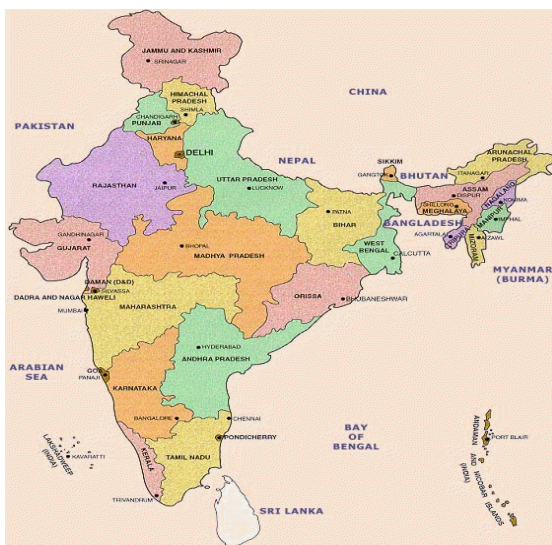 JAMMU AND KASHMIR
SRINAGAR
CHINA
HIMACHAL
PRADESH
SHIMLA
CHANDIGARH
PUNJAB
PAKISTAN
HARYANA
DELHI
NEPAL
SIKKIM
GANGTOK
BHUTAN
ARUNACHAL
PRADESH
ITANAGAR
RAJASTHAN
JAIPUR
UTTAR PRADESH
LUCKNOW
ASSAM
DISPUR
NAGALAND
KOHIMA
SHILLONG
MEGHALAYA
MANIPUR
IMPHAL
PATNA
BIHAR
BANGLADESH
AGARTALA
TRIPURA
AIZAWL
MIZORAM
GANDHINAGAR
GUJARAT
BHOPAL
MADHYA PRADESH
WEST
BENGAL
CALCUTTA
MYANMAR
(BURMA)
DAMAN (D&D)
SILVASSA
DADRA AND NAGAR HAWELI
MUMBAI
MAHARASHTRA
ORISSA
BHUBANESHWAR
HYDERABAD
ANDHRA PRADESH
ARABIAN
SEA
GOA
PANAJI
KARNATAKA
BANGALORE
CHENNAI
BAY
OF
BENGAL
PONDICHERRY
LAKSHADWEEP
(INDIA)
KAVARATTI
KERALA
TAMIL NADU
TRIVANDRUM
SRI LANKA
ANDAMAN
AND
NICOBAR ISLANDS
(INDIA)
PORT BLAIR